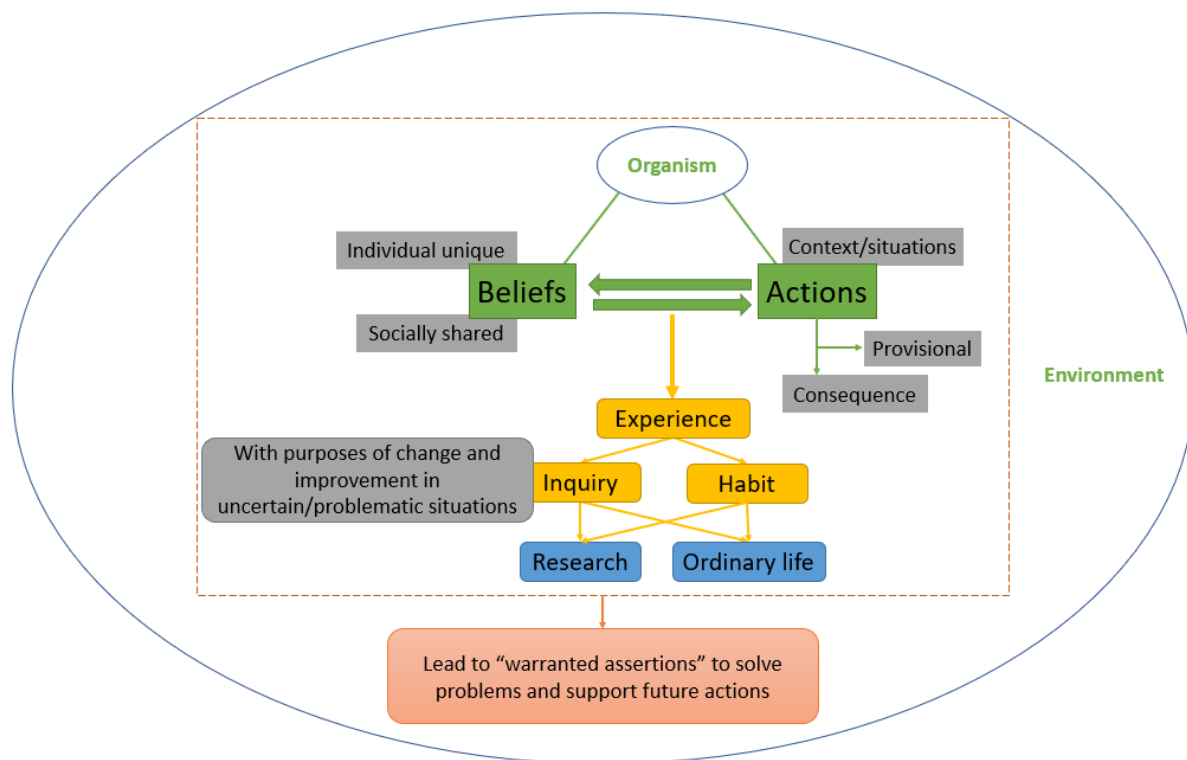 Organism
Individual unique
Context/situations
Beliefs
Actions
Socially shared
Provisional
Environment
Consequence
Experience
With purposes of change and
improvement in
uncertain/problematic situations
Inquiry
Habit
Research
Ordinary life
Lead to “warranted assertions” to solve
problems and support future actions